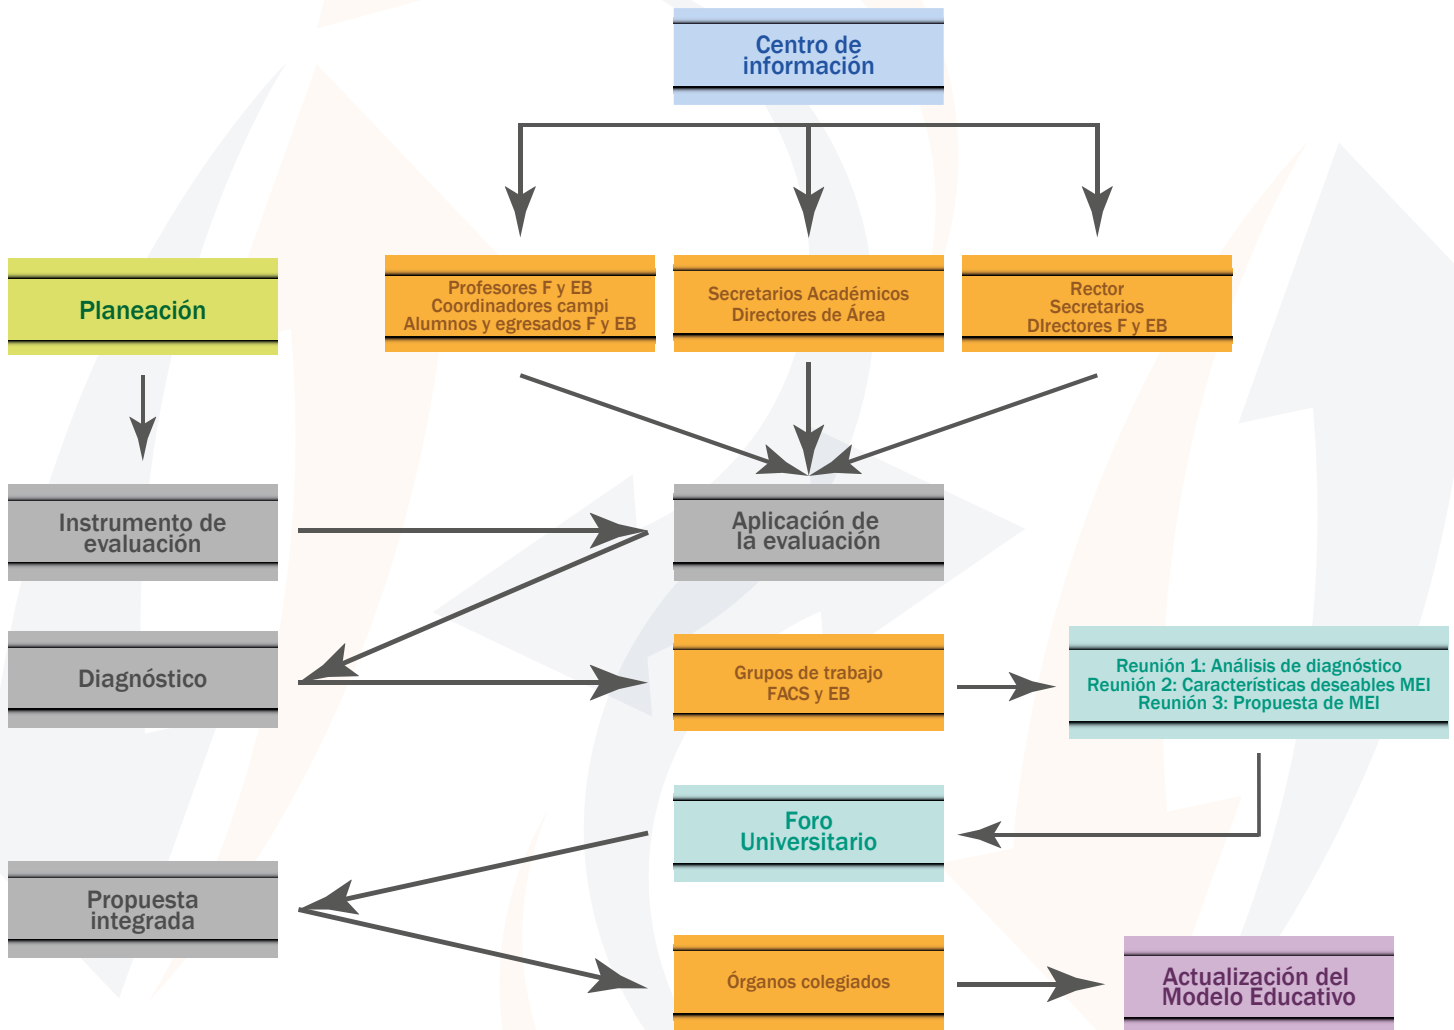 Centro de
información
Planeación
Profesores F y EB
Coordinadores campi
Alumnos y egresados F y EB
Secretarios Académicos
Directores de Área
Rector
Secretarios
DIrectores F y EB
Instrumento de
evaluación
Aplicación de
la evaluación
Diagnóstico
Grupos de trabajo
FACS y EB
Reunión 1: Análisis de diagnóstico
Reunión 2: Características deseables MEI
Reunión 3: Propuesta de MEI
Foro
Universitario
Propuesta
integrada
Órganos colegiados
Actualización del
Modelo Educativo